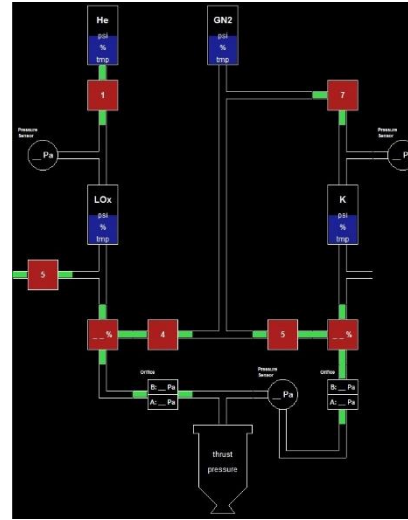 He
psi
%
tmp
GN2
psi
%
tmp
1
7
Pressure
Sensor
__ Pa
Pressure
Sensor
__ Pa
LOx
psi
%
tmp
K
psi
%
tmp
5
__ %
4
5
__ %
Orifice
B: __ Pa
A: __ Pa
Pressure
Sensor
__ Pa
Orifice
B: __ Pa
A: __ Pa
thrust
pressure